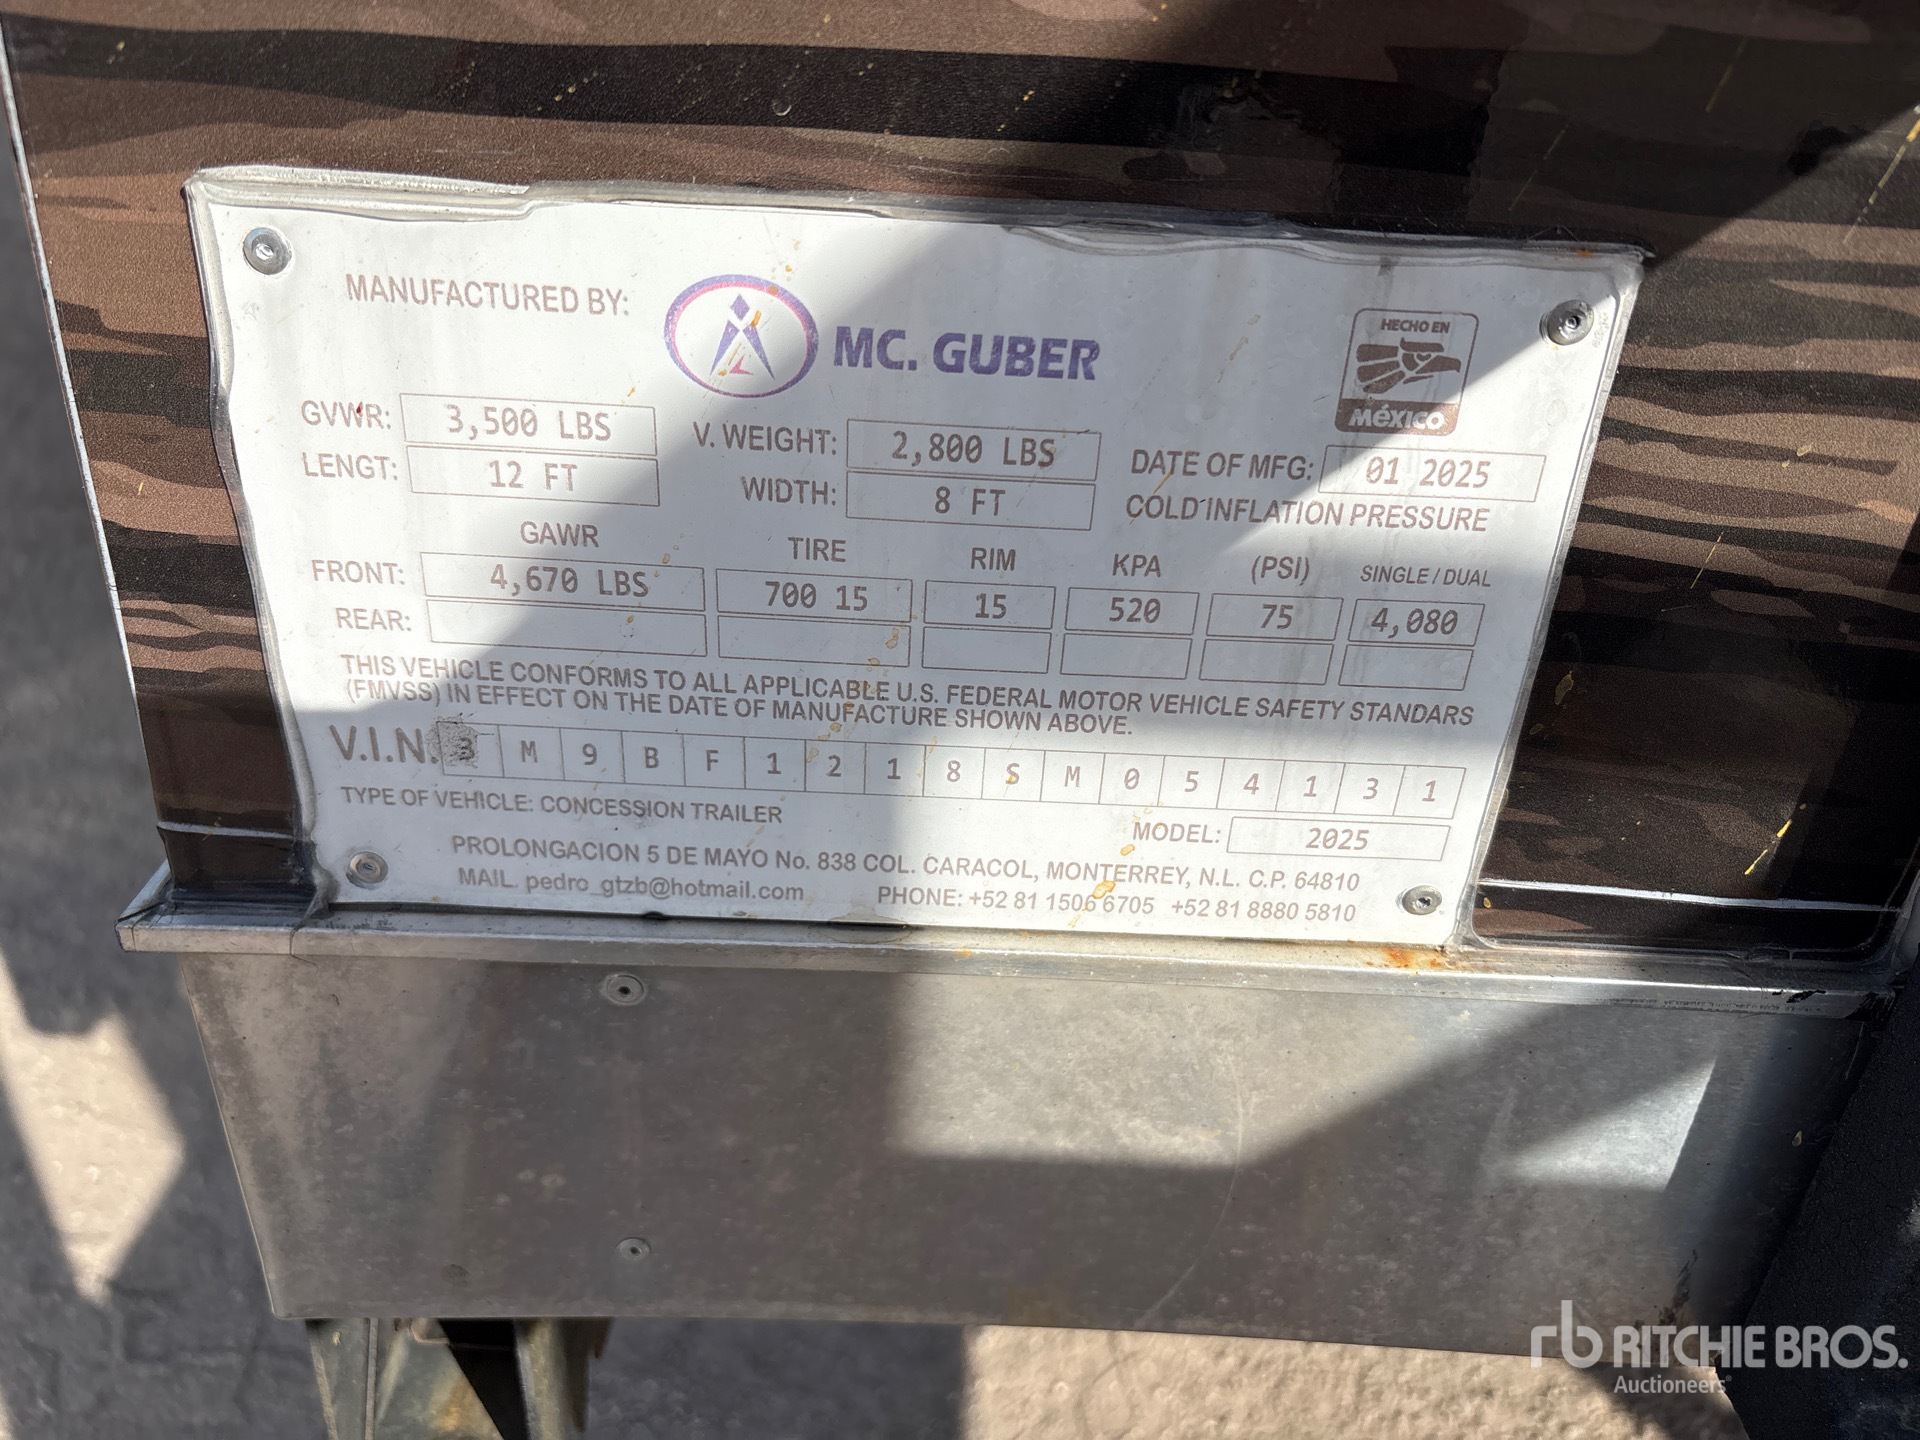 MANUFACTURED BY: MC. GUBER
HECHO EN
MéXICO
GVWR: 3,500 LBS V. WEIGHT: 2,800 LBS DATE OF MFG: 01 2025
LENGT: 12 FT WIDTH: 8 FT COLD INFLATION PRESSURE
GAWR TIRE RIM KPA (PSI) SINGLE / DUAL
FRONT: 4,670 LBS 700 15 15 520 75 4,080
REAR:
THIS VEHICLE CONFORMS TO ALL APPLICABLE U.S. FEDERAL MOTOR VEHICLE SAFETY STANDARS
(FMVSS) IN EFFECT ON THE DATE OF MANUFACTURE SHOWN ABOVE.
V.I.N. 3 M 9 B F 1 2 1 8 S M 0 5 4 1 3 1
TYPE OF VEHICLE: CONCESSION TRAILER
MODEL: 2025
PROLONGACION 5 DE MAYO No. 838 COL. CARACOL, MONTERREY, N.L. C.P. 64810
MAIL. pedro_gtzb@hotmail.com PHONE: +52 81 1506 6705 +52 81 8880 5810
rb RITCHIE BROS.
Auctioneers